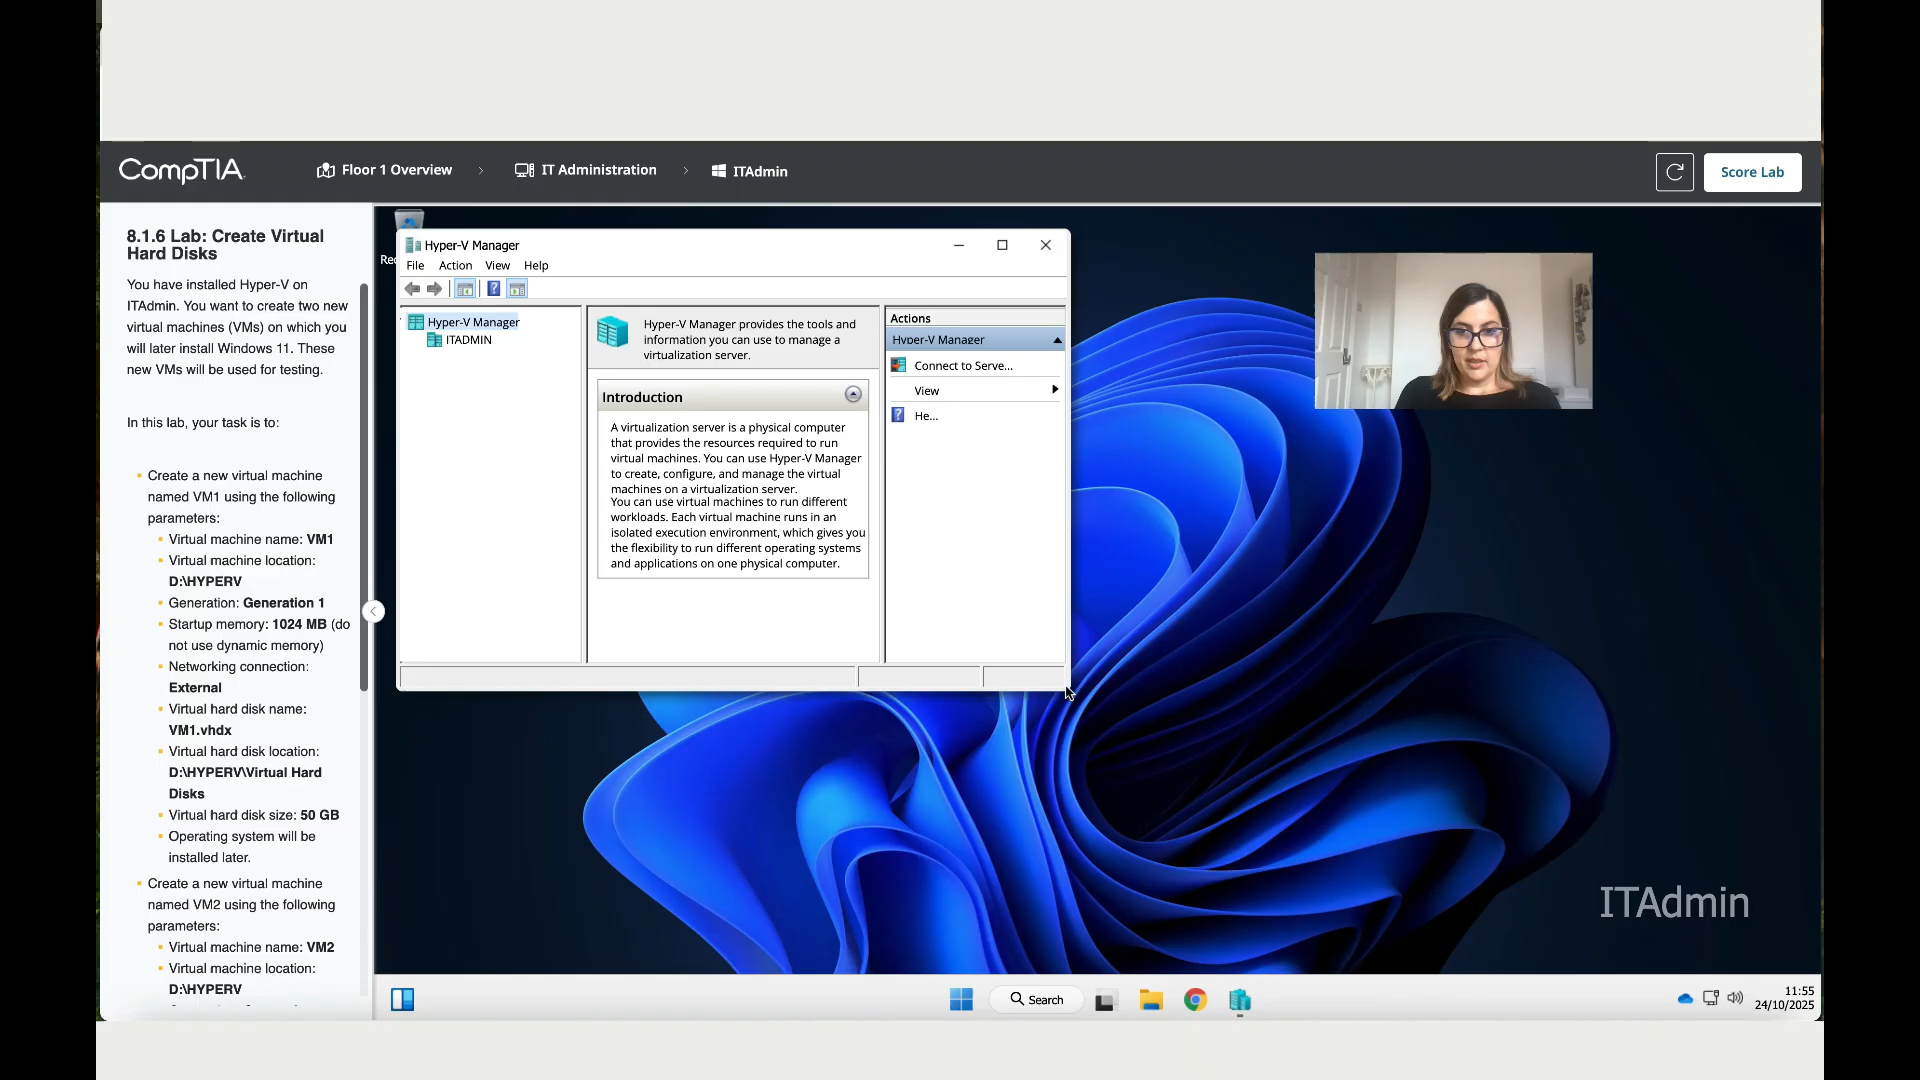 CompTIA.
Floor 1 Overview
IT Administration
ITAdmin
Score Lab
8.1.6 Lab: Create Virtual
Hard Disks
You have installed Hyper-V on
ITAdmin. You want to create two new
virtual machines (VMs) on which you
will later install Windows 11. These
new VMs will be used for testing.
In this lab, your task is to:
Create a new virtual machine
named VM1 using the following
parameters:
Virtual machine name: VM1
Virtual machine location:
D:\HYPERV
Generation: Generation 1
Startup memory: 1024 MB (do
not use dynamic memory)
Networking connection:
External
Virtual hard disk name:
VM1.vhdx
Virtual hard disk location:
D:\HYPERV\Virtual Hard
Disks
Virtual hard disk size: 50 GB
Operating system will be
installed later.
Create a new virtual machine
named VM2 using the following
parameters:
Virtual machine name: VM2
Virtual machine location:
D:\HYPERV
Hyper-V Manager
File Action View Help
Hyper-V Manager
ITADMIN
Hyper-V Manager provides the tools and
information you can use to manage a
virtualization server.
Introduction
A virtualization server is a physical computer
that provides the resources required to run
virtual machines. You can use Hyper-V Manager
to create, configure, and manage the virtual
machines on a virtualization server.
You can use virtual machines to run different
workloads. Each virtual machine runs in an
isolated execution environment, which gives you
the flexibility to run different operating systems
and applications on one physical computer.
Actions
Hyper-V Manager
Connect to Serve...
View
He...
ITAdmin
Search
11:55
24/10/2025